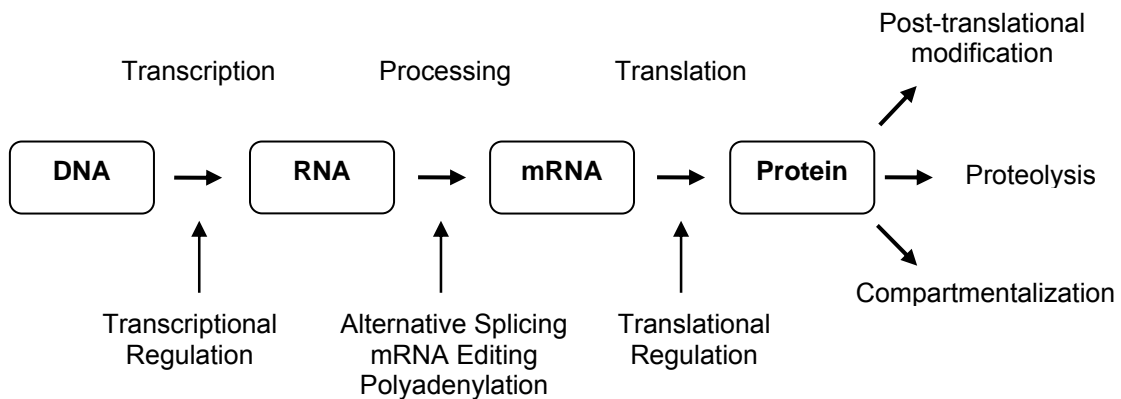 Post-translational
modification
Transcription
Processing
Translation
DNA
RNA
mRNA
Protein
Proteolysis
Compartmentalization
Transcriptional
Regulation
Alternative Splicing
mRNA Editing
Polyadenylation
Translational
Regulation